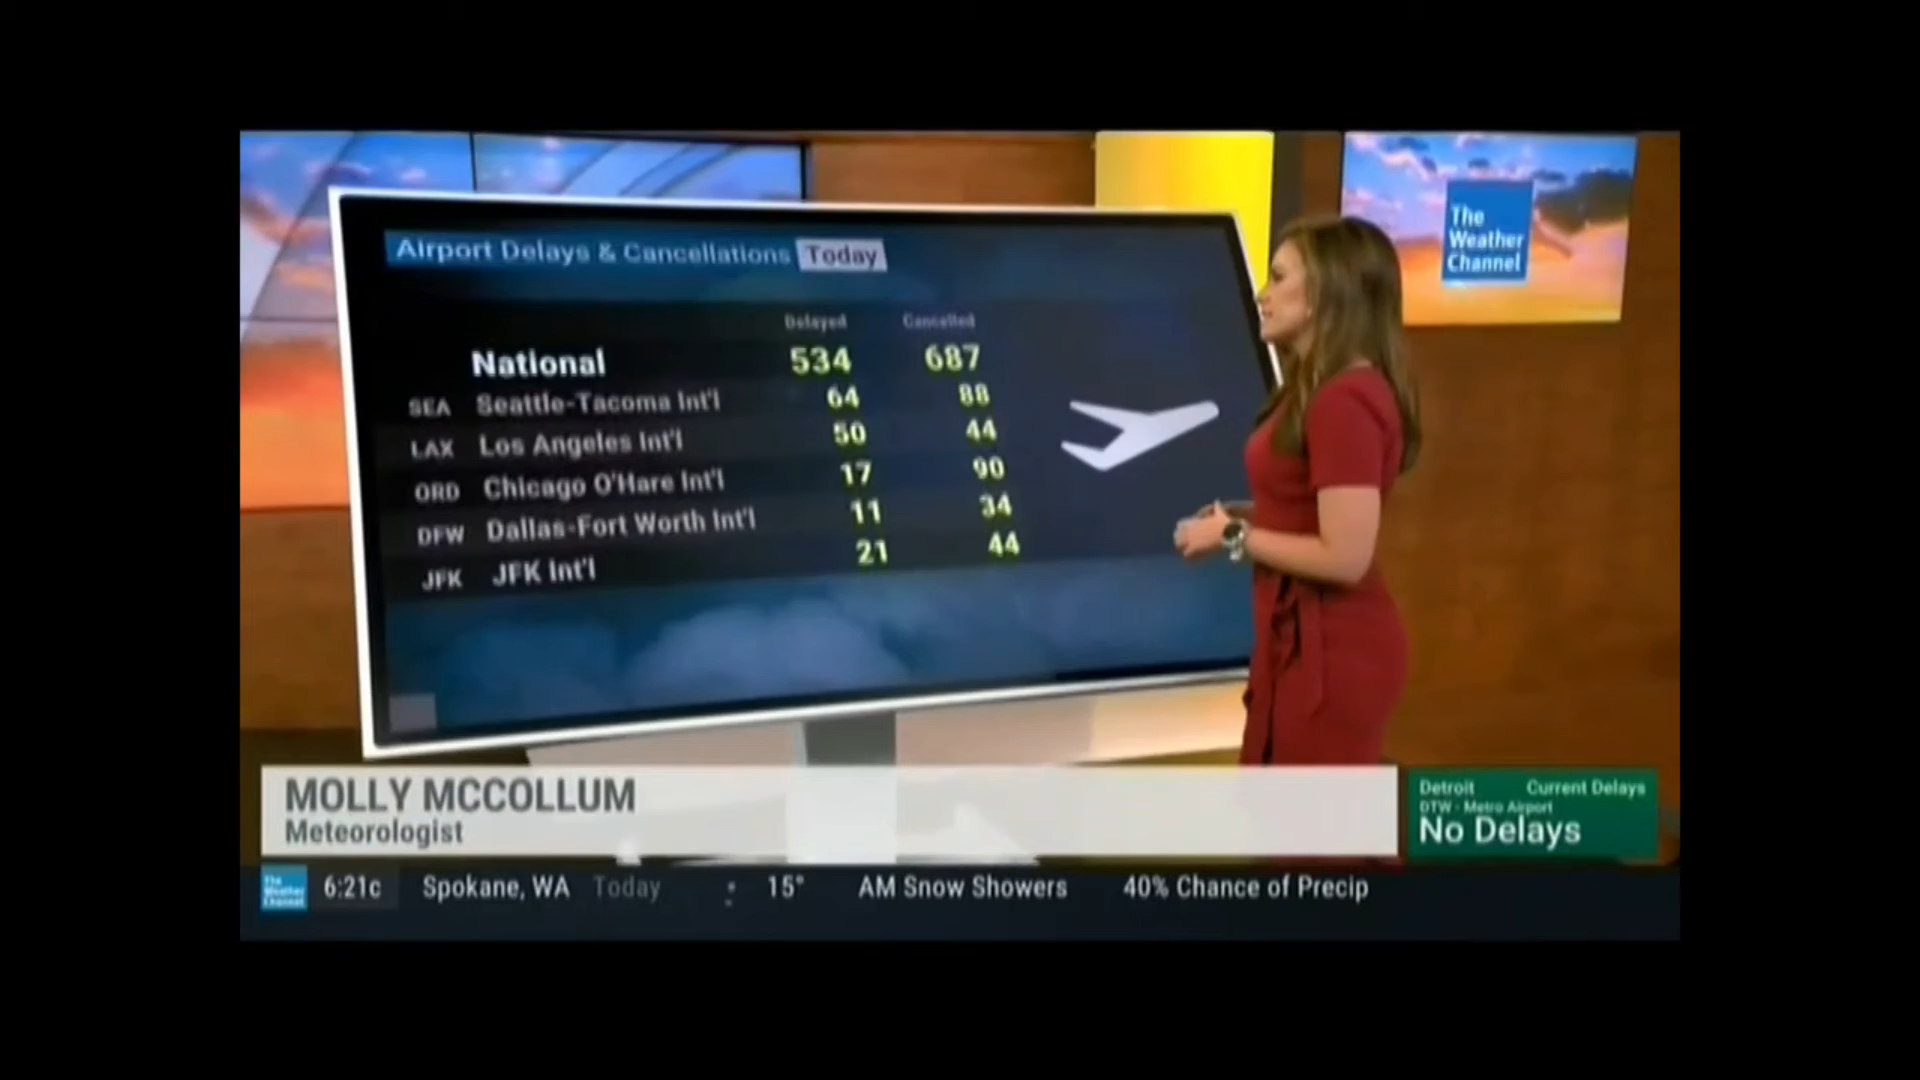 The
Weather
Channel
Airport Delays & Cancellations Today
Delayed Cancelled
National 534 687
SEA Seattle-Tacoma Int'l 64 88
LAX Los Angeles Int'l 50 44
ORD Chicago O'Hare Int'l 17 90
DFW Dallas-Fort Worth Int'l 11 34
JFK JFK Int'l 21 44
MOLLY MCCOLLUM
Meteorologist
Detroit Current Delays
DTW - Metro Airport
No Delays
The
Weather
Channel
6:21c Spokane, WA Today : 15° AM Snow Showers 40% Chance of Precip